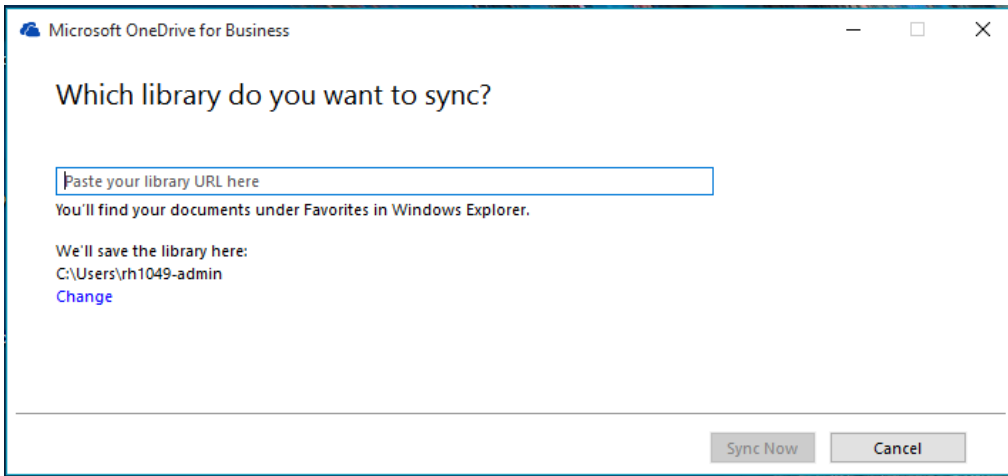 Microsoft OneDrive for Business
Which library do you want to sync?
Paste your library URL here
You'll find your documents under Favorites in Windows Explorer.
We'll save the library here:
C:\Users\rh1049-admin
Change
Sync Now
Cancel